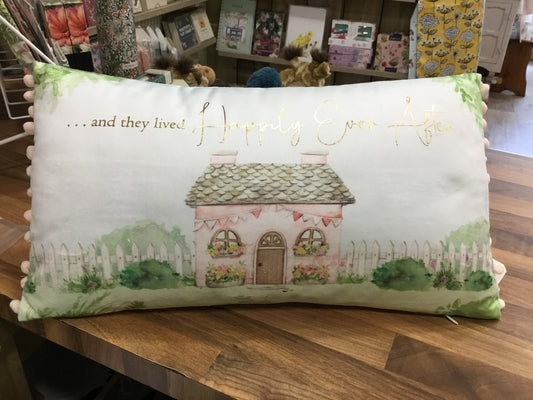 ... and they lived Happily Ever After